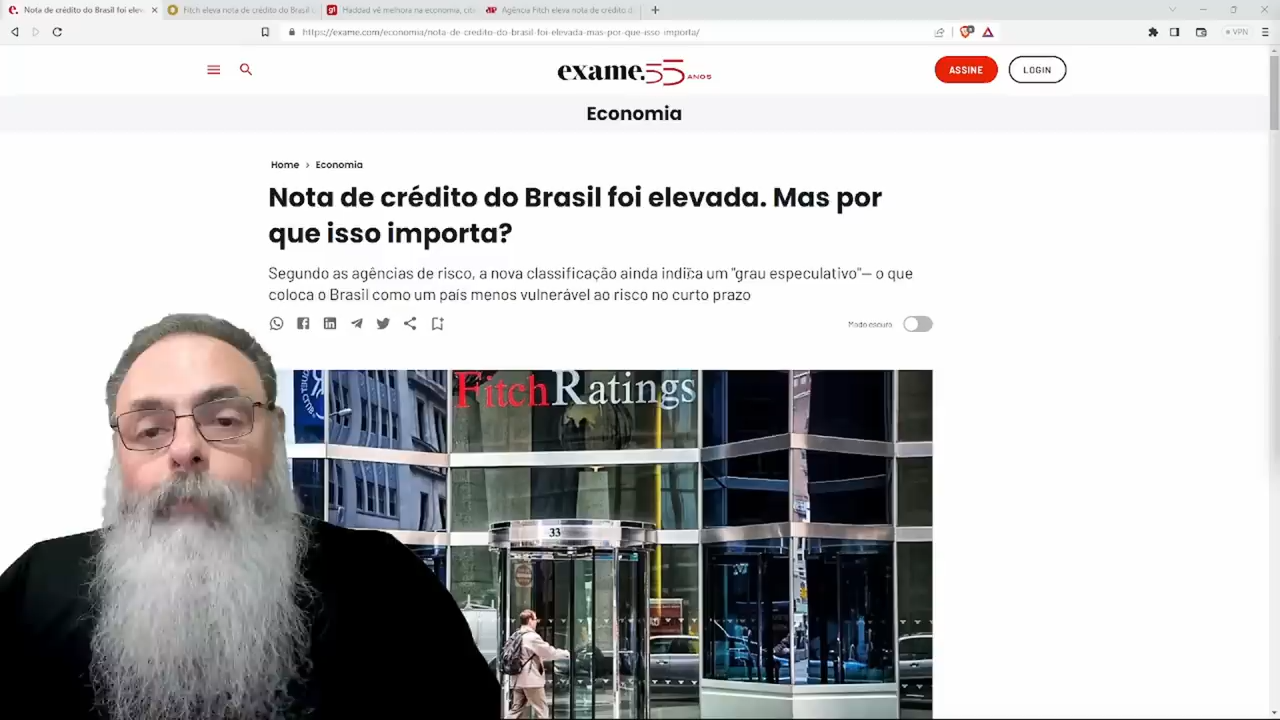 Nota de crédito do Brasil foi elev
Fitch eleva nota de crédito do Brasil
Haddad vê melhora na economia, cit
Agência Fitch eleva nota de crédito d
https://exame.com/economia/nota-de-credito-do-brasil-foi-elevada-mas-por-que-isso-importa/
VPN
exame.55 ANOS
ASSINE
LOGIN
Economia
Home > Economia
Nota de crédito do Brasil foi elevada. Mas por
que isso importa?
Segundo as agências de risco, a nova classificação ainda indica um "grau especulativo"— o que
coloca o Brasil como um país menos vulnerável ao risco no curto prazo
Modo escuro
FitchRatings
33